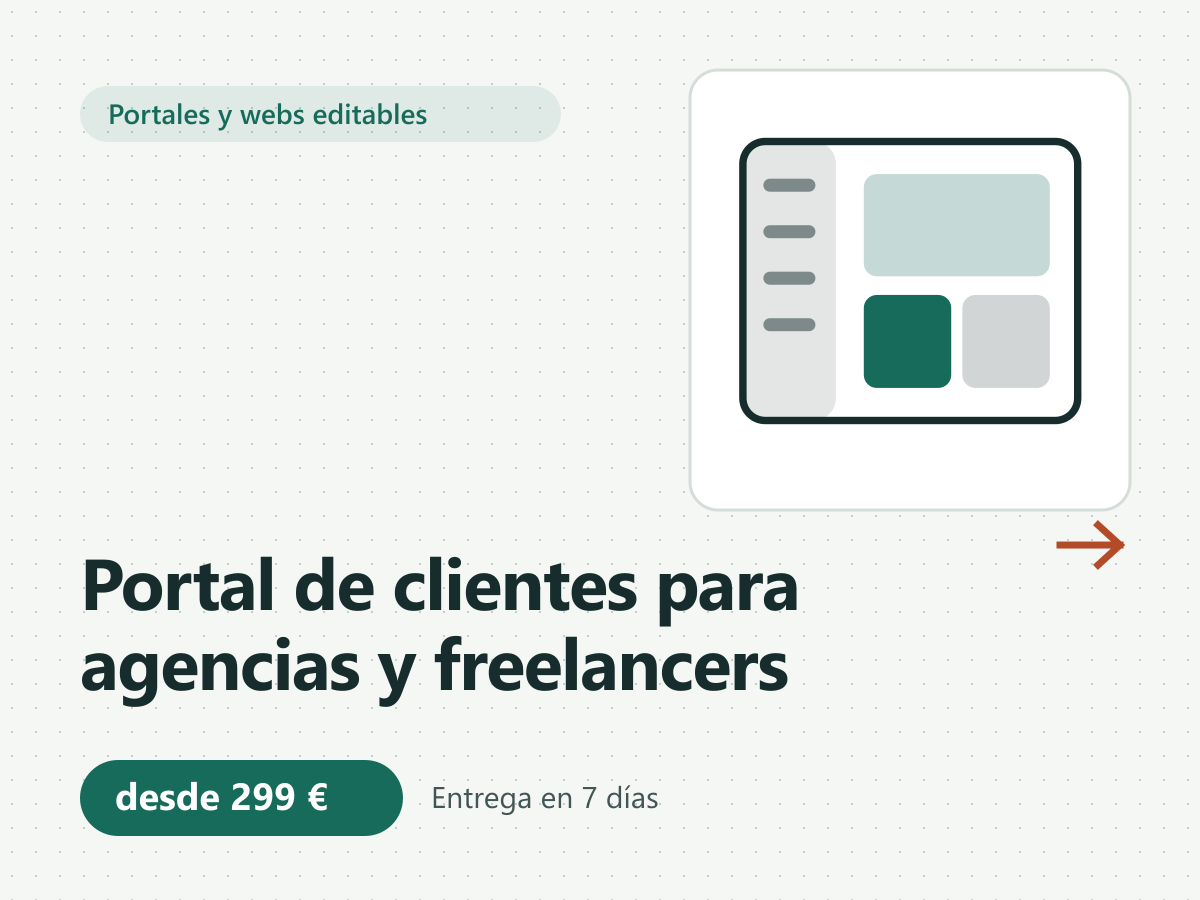 Portales y webs editables
Portal de clientes para
agencias y freelancers
desde 299 €
Entrega en 7 días